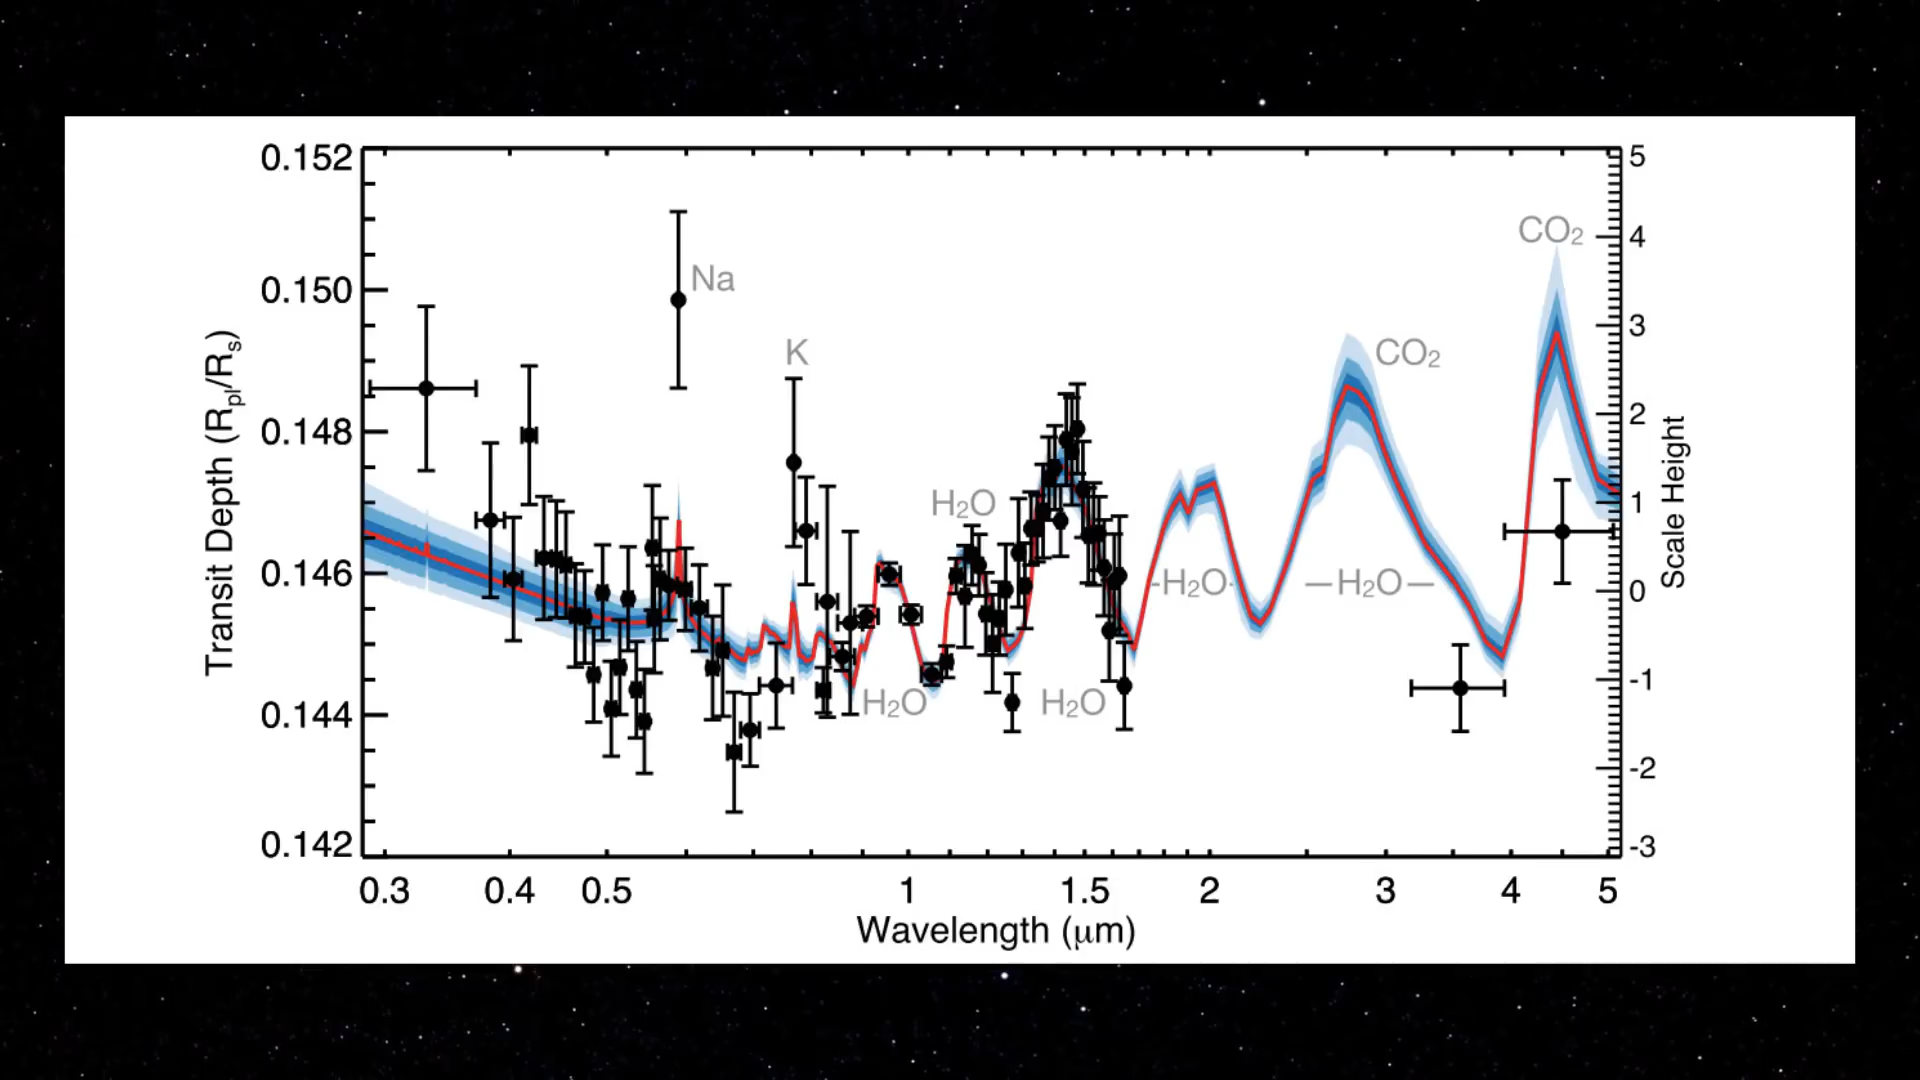 0.152
0.150
0.148
0.146
0.144
0.142
Transit Depth (Rpl/Rs)
Na
K
H₂O
H₂O
H₂O
-H₂O-
—H₂O—
CO₂
CO₂
5
4
3
2
1
0
-1
-2
-3
Scale Height
0.3 0.4 0.5 1 1.5 2 3 4 5
Wavelength (μm)